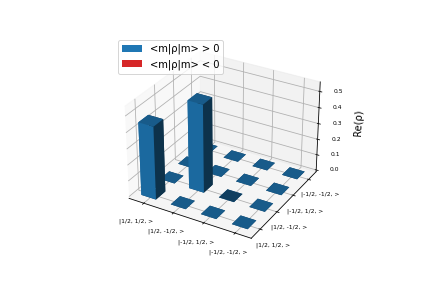 <m|ρ|m> > 0
<m|ρ|m> < 0
0.5
0.4
0.3
0.2
0.1
0.0
Re(ρ)
|1/2, 1/2, >
|1/2, -1/2, >
|-1/2, 1/2, >
|-1/2, -1/2, >
|-1/2, -1/2, >
|-1/2, 1/2, >
|1/2, -1/2, >
|1/2, 1/2, >